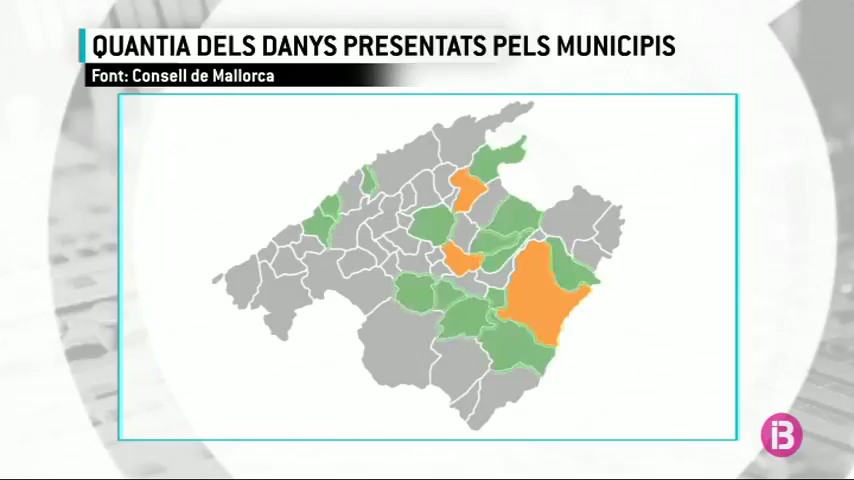 QUANTIA DELS DANYS PRESENTATS PELS MUNICIPIS
Font: Consell de Mallorca
IB